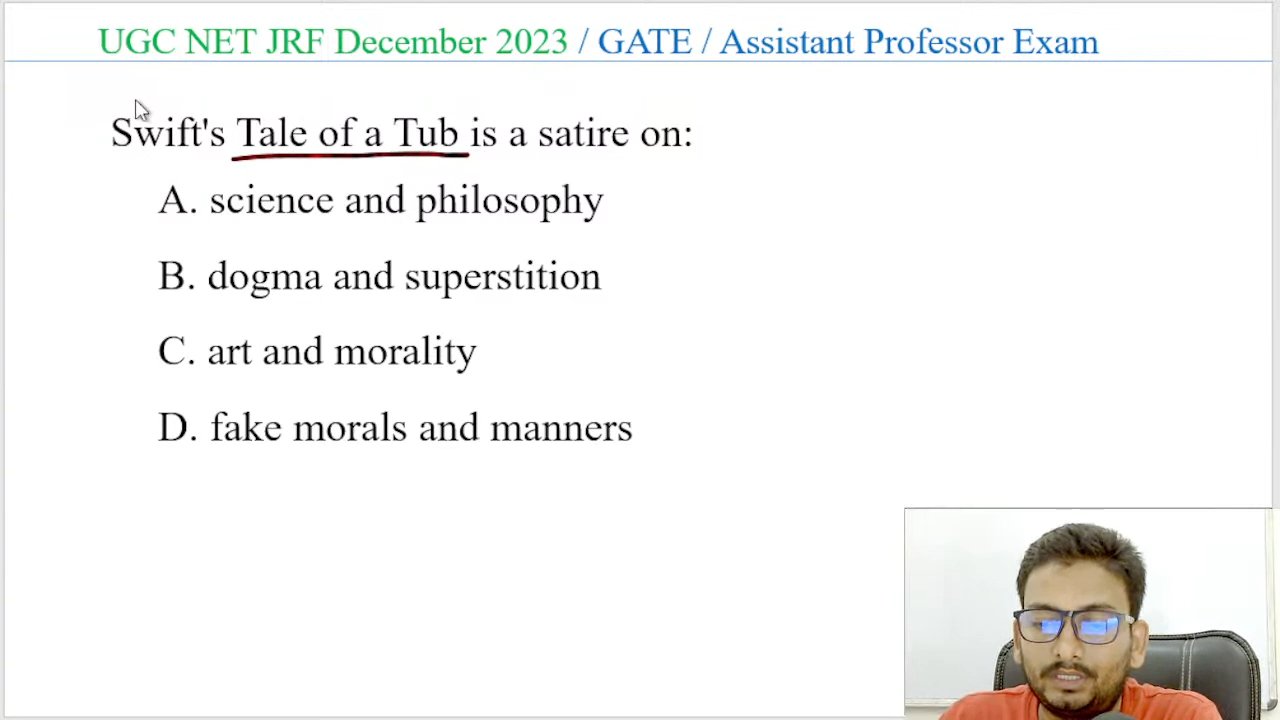 UGC NET JRF December 2023 / GATE / Assistant Professor Exam
Swift's Tale of a Tub is a satire on:
A. science and philosophy
B. dogma and superstition
C. art and morality
D. fake morals and manners